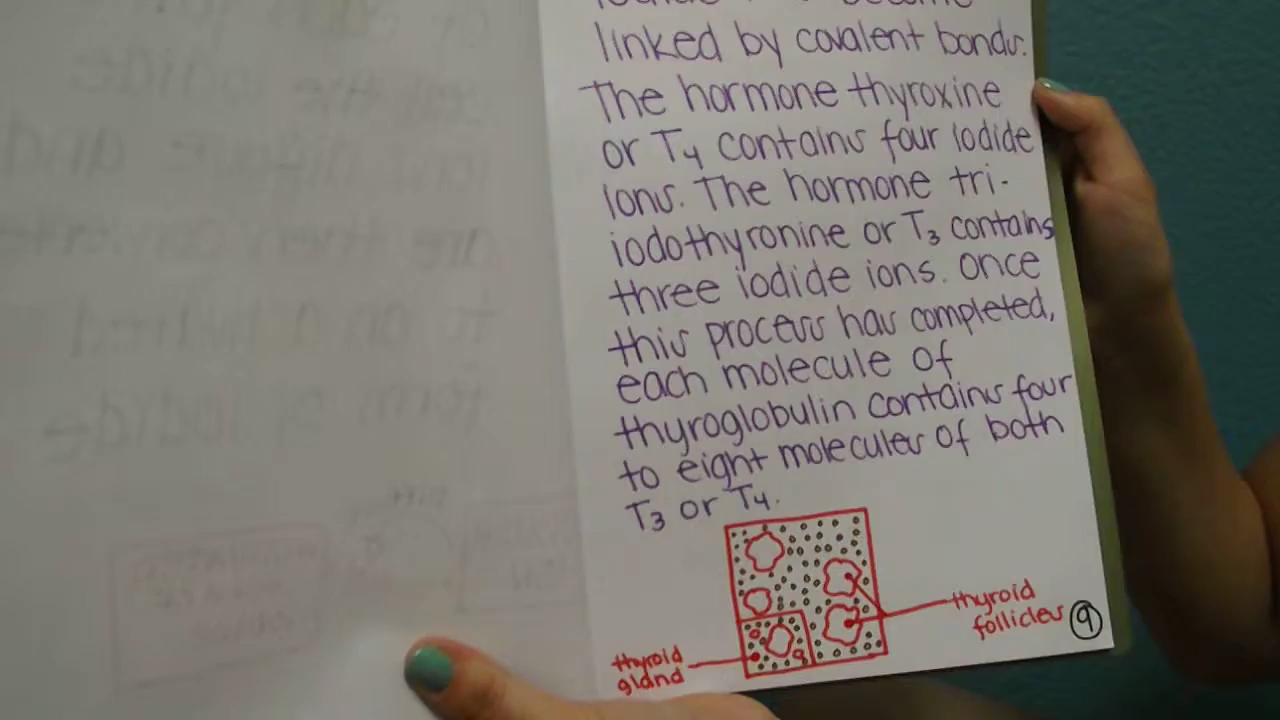 linked by covalent bonds.
The hormone thyroxine
or T4 contains four iodide
ions. The hormone tri-
iodothyronine or T3 contains
three iodide ions. Once
this process has completed,
each molecule of
thyroglobulin contains four
to eight molecules of both
T3 or T4.
thyroid
follicles
9
thyroid
gland